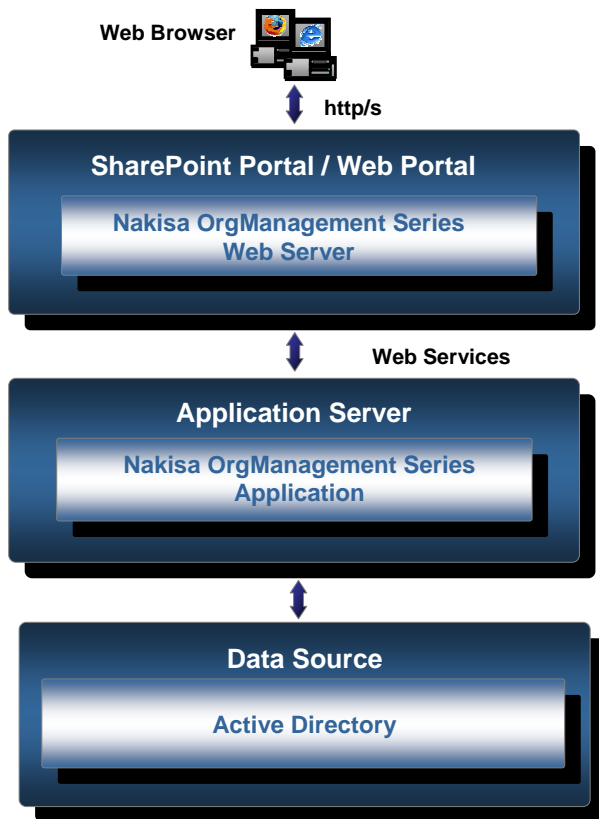 Web Browser
http/s
SharePoint Portal / Web Portal
Nakisa OrgManagement Series
Web Server
Web Services
Application Server
Nakisa OrgManagement Series
Application
Data Source
Active Directory